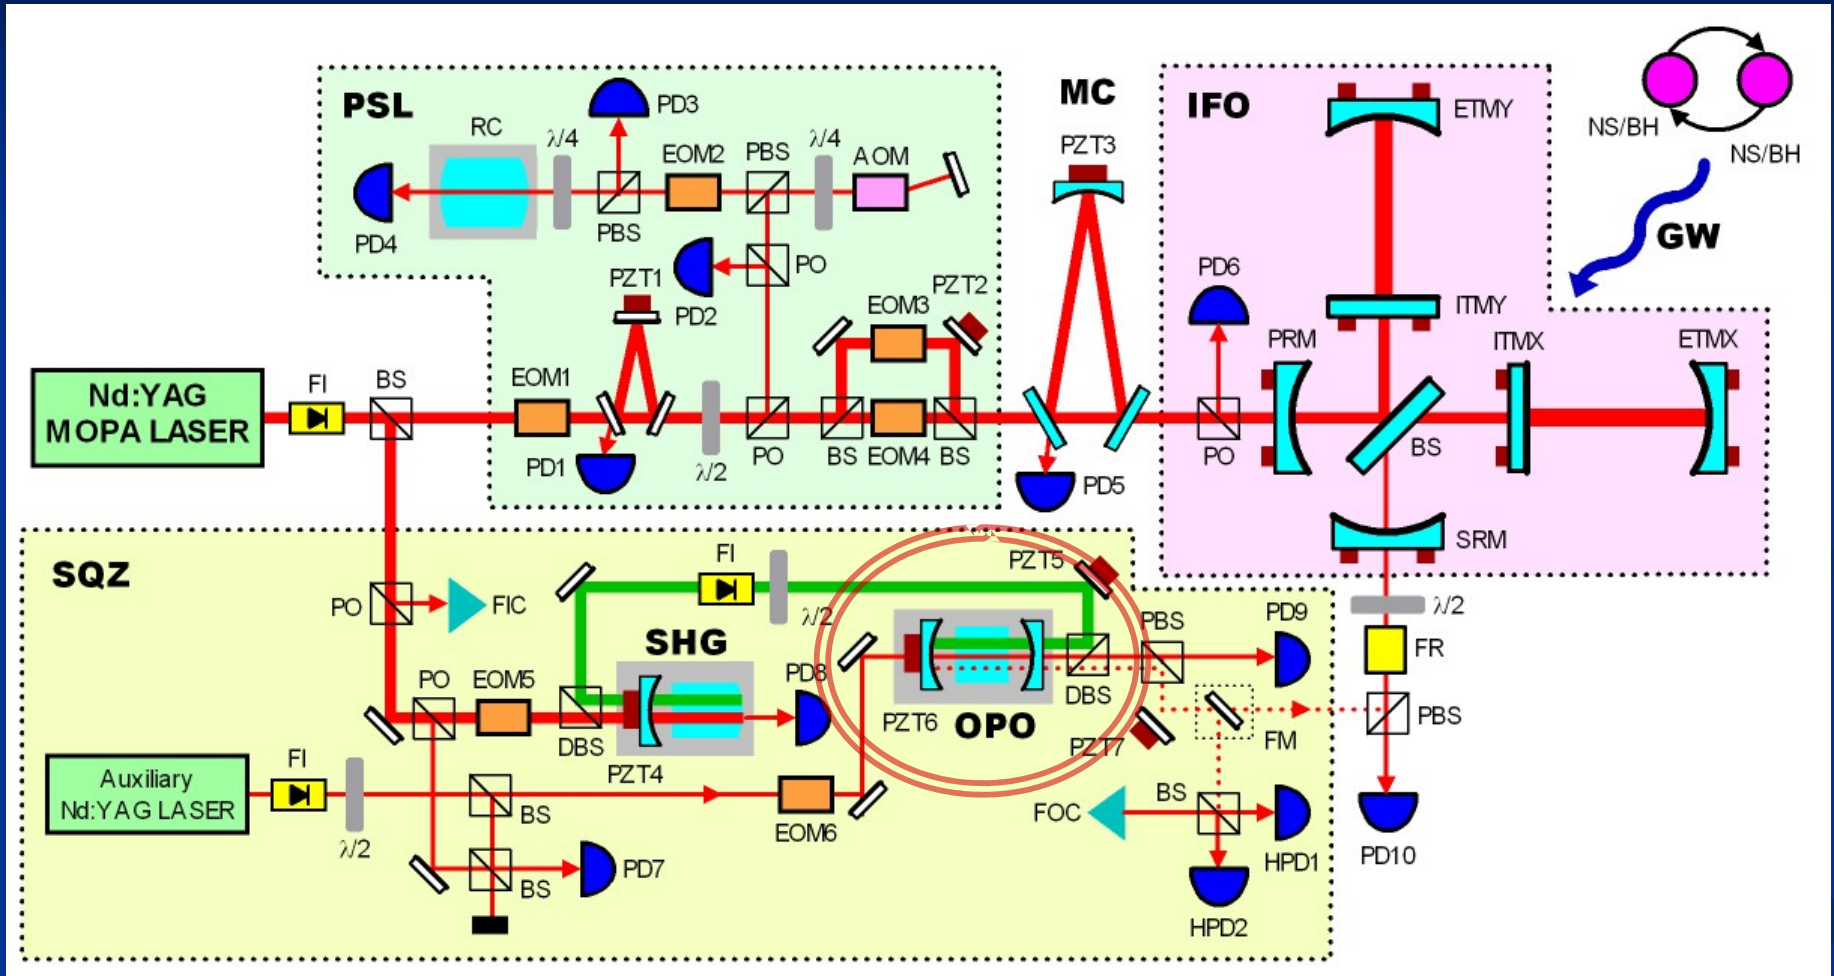 PSL
RC
λ/4
PD3
EOM2
PBS
λ/4
AOM
PBS
PD4
PO
PD2
PZT1
PZT2
EOM3
MC
PZT3
IFO
ETMY
NS/BH
NS/BH
GW
PD6
ITMY
PRM
ITMX
ETMX
Nd:YAG
MOPA LASER
FI
BS
EOM1
PD1
λ/2
PO
BS
EOM4
BS
PD5
PO
BS
SRM
SQZ
FI
λ/2
PZT5
PO
FIC
SHG
PD8
PBS
PD9
λ/2
FR
PO
EOM5
DBS
PZT4
PZT6
OPO
DBS
PZT7
FM
PBS
Auxiliary
Nd:YAG LASER
FI
λ/2
BS
EOM6
FOC
BS
HPD1
PD10
BS
PD7
HPD2